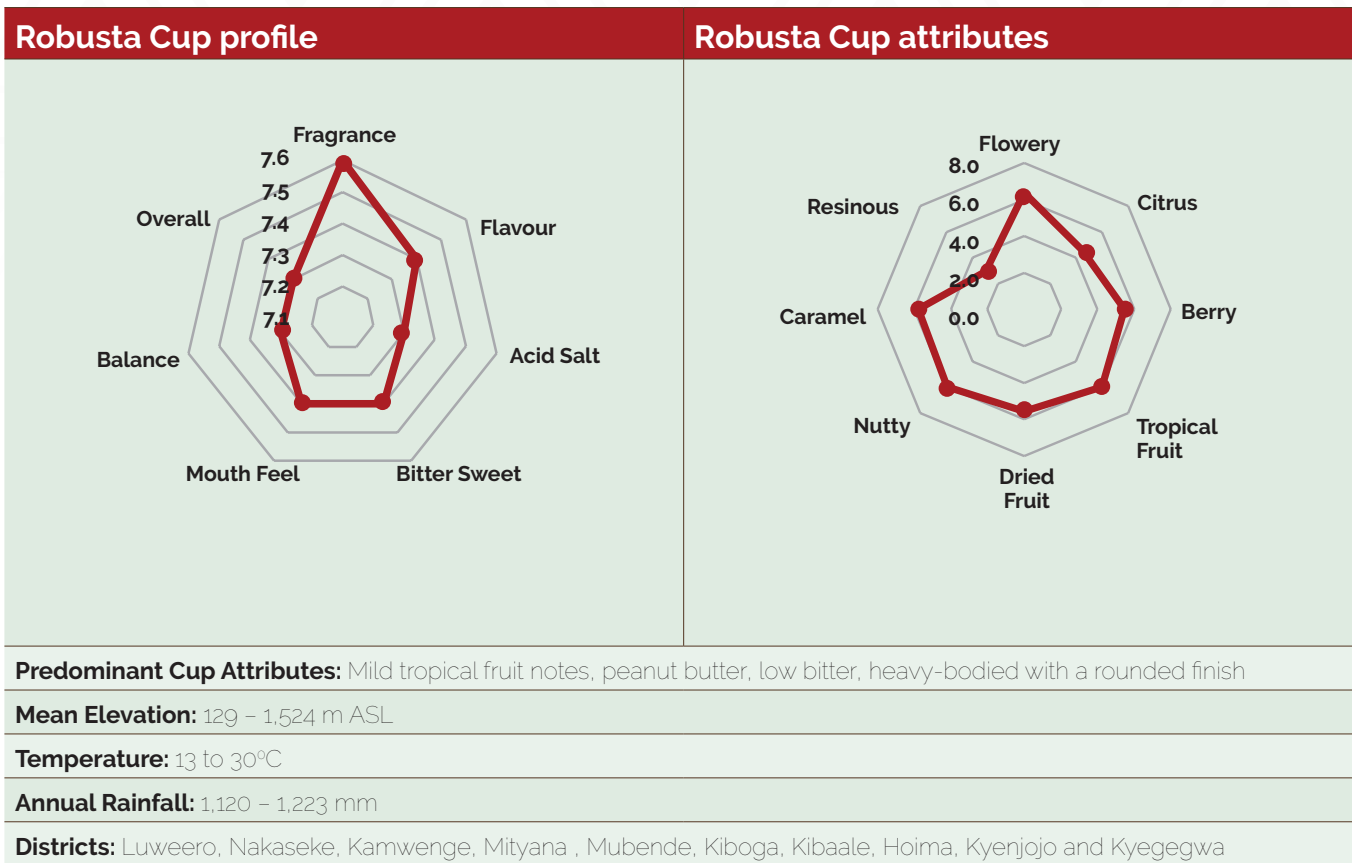 Robusta Cup profile
Robusta Cup attributes
Fragrance
7.6
7.5
7.4
7.3
7.2
7.1
Overall
Flavour
Balance
Acid Salt
Mouth Feel
Bitter Sweet
Flowery
8.0
6.0
4.0
2.0
0.0
Resinous
Citrus
Caramel
Berry
Nutty
Tropical
Fruit
Dried
Fruit
Predominant Cup Attributes: Mild tropical fruit notes, peanut butter, low bitter, heavy-bodied with a rounded finish
Mean Elevation: 129 – 1,524 m ASL
Temperature: 13 to 30⁰C
Annual Rainfall: 1,120 – 1,223 mm
Districts: Luweero, Nakaseke, Kamwenge, Mityana , Mubende, Kiboga, Kibaale, Hoima, Kyenjojo and Kyegegwa